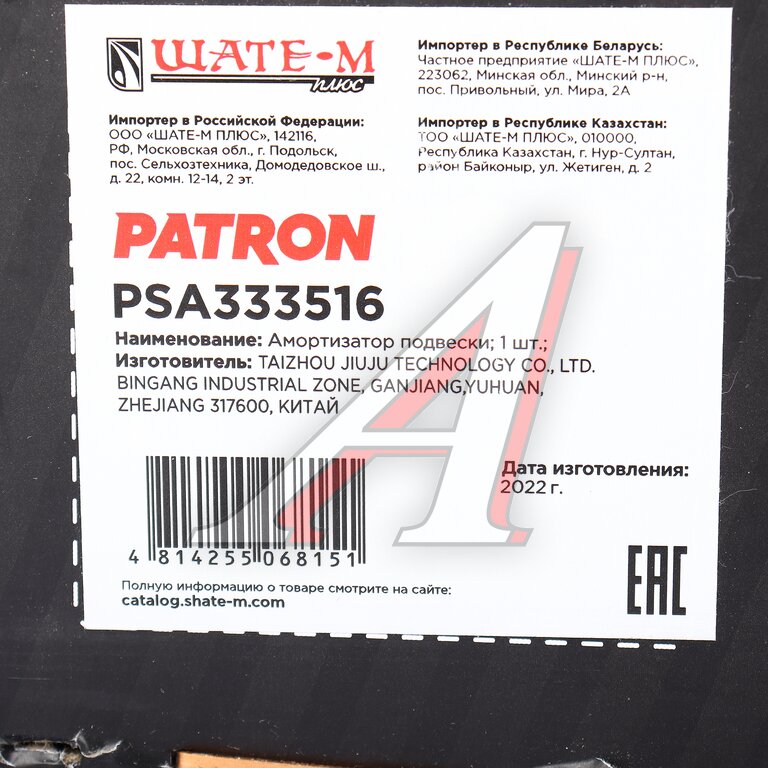 ШАТЕ-М
плюс
Импортер в Российской Федерации:
ООО «ШАТЕ-М ПЛЮС», 142116,
РФ, Московская обл., г. Подольск,
пос. Сельхозтехника, Домодедовское ш.,
д. 22, комн. 12-14, 2 эт.
Импортер в Республике Беларусь:
Частное предприятие «ШАТЕ-М ПЛЮС»,
223062, Минская обл., Минский р-н,
пос. Привольный, ул. Мира, 2А
Импортер в Республике Казахстан:
ТОО «ШАТЕ-М ПЛЮС», 010000,
Республика Казахстан, г. Нур-Султан,
район Байконыр, ул. Жетиген, д. 2
PATRON
PSA333516
Наименование: Амортизатор подвески; 1 шт.;
Изготовитель: TAIZHOU JIUJU TECHNOLOGY CO., LTD.
BINGANG INDUSTRIAL ZONE, GANJIANG,YUHUAN,
ZHEJIANG 317600, КИТАЙ
Дата изготовления:
2022 г.
4 814255 068151
Полную информацию о товаре смотрите на сайте:
catalog.shate-m.com
EAC